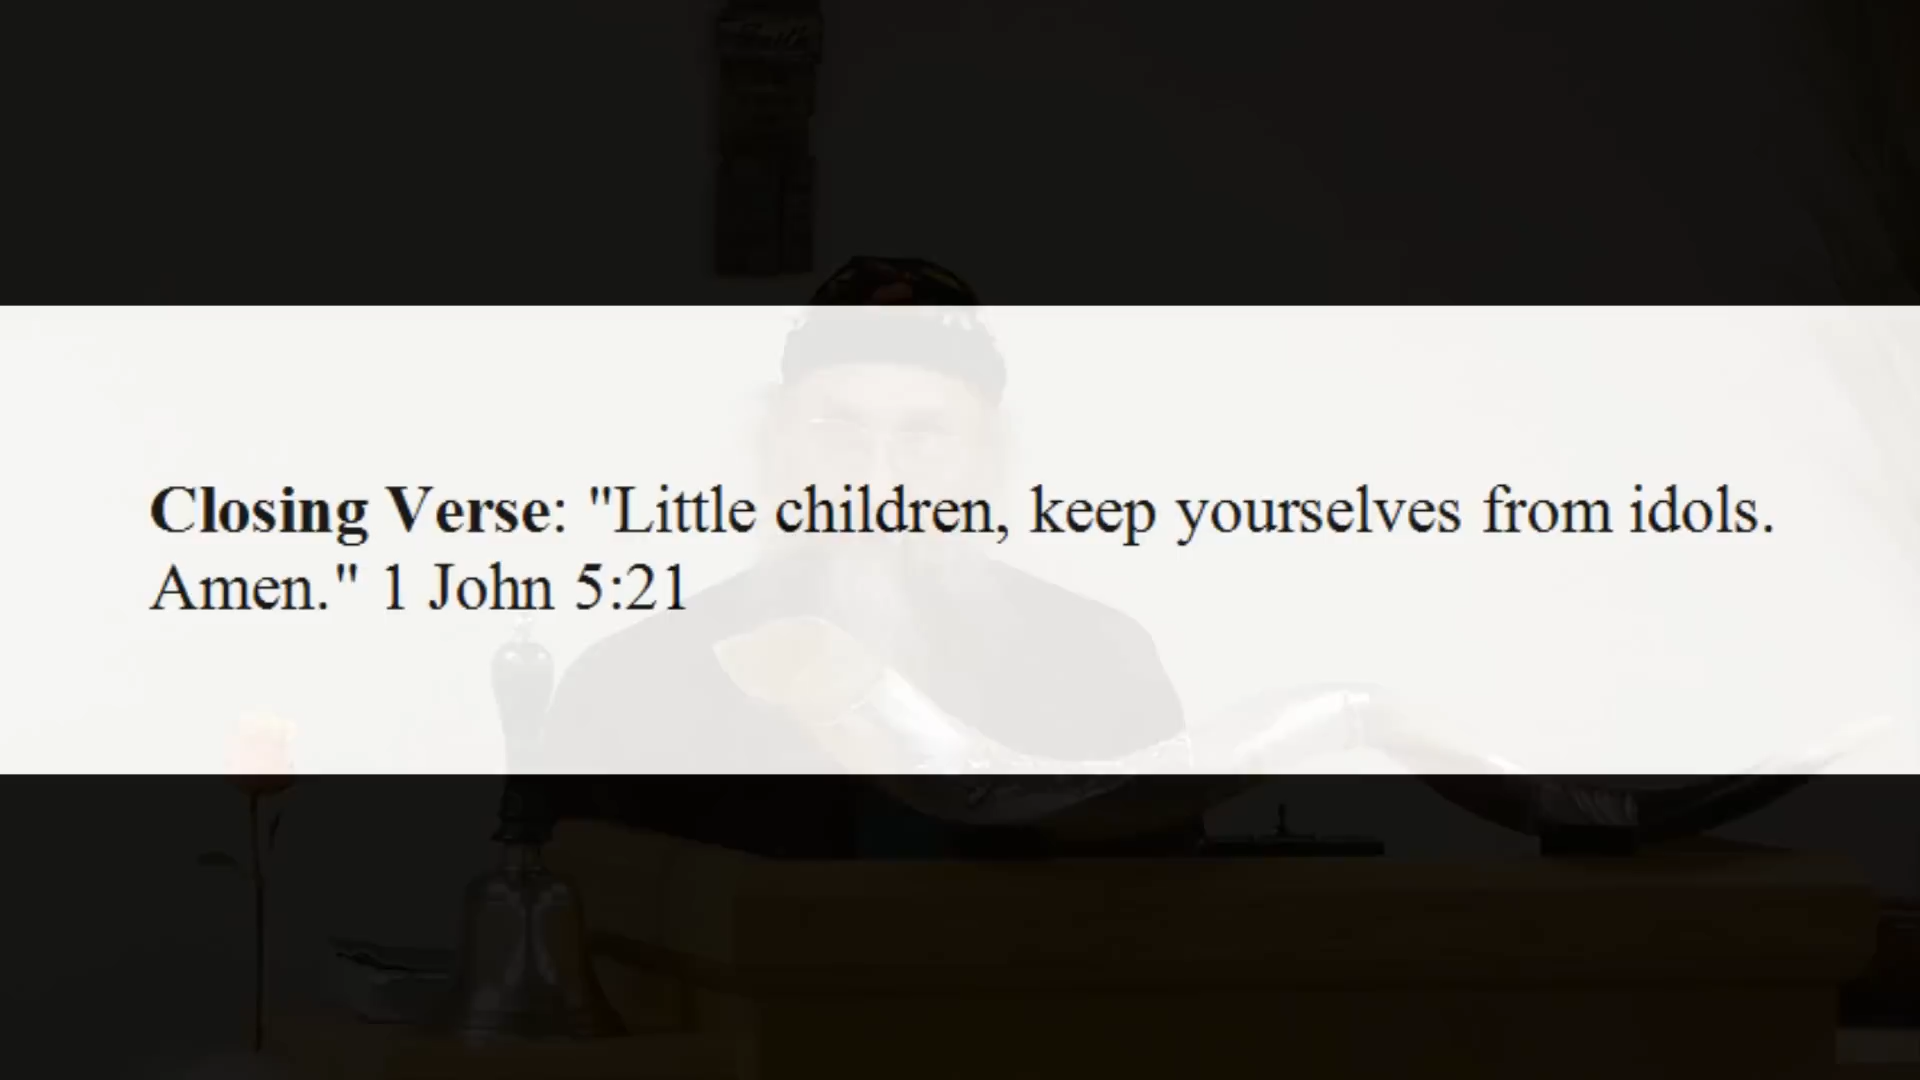 Closing Verse: "Little children, keep yourselves from idols.
Amen." 1 John 5:21